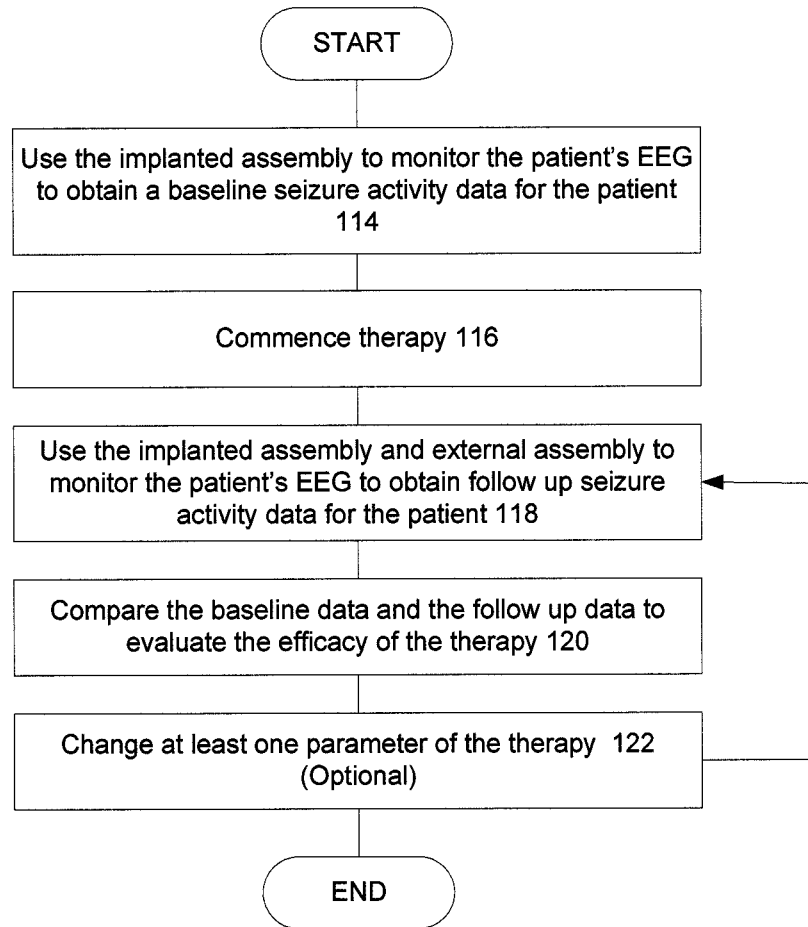 START
Use the implanted assembly to monitor the patient's EEG
to obtain a baseline seizure activity data for the patient
114
Commence therapy 116
Use the implanted assembly and external assembly to
monitor the patient's EEG to obtain follow up seizure
activity data for the patient 118
Compare the baseline data and the follow up data to
evaluate the efficacy of the therapy 120
Change at least one parameter of the therapy 122
(Optional)
END